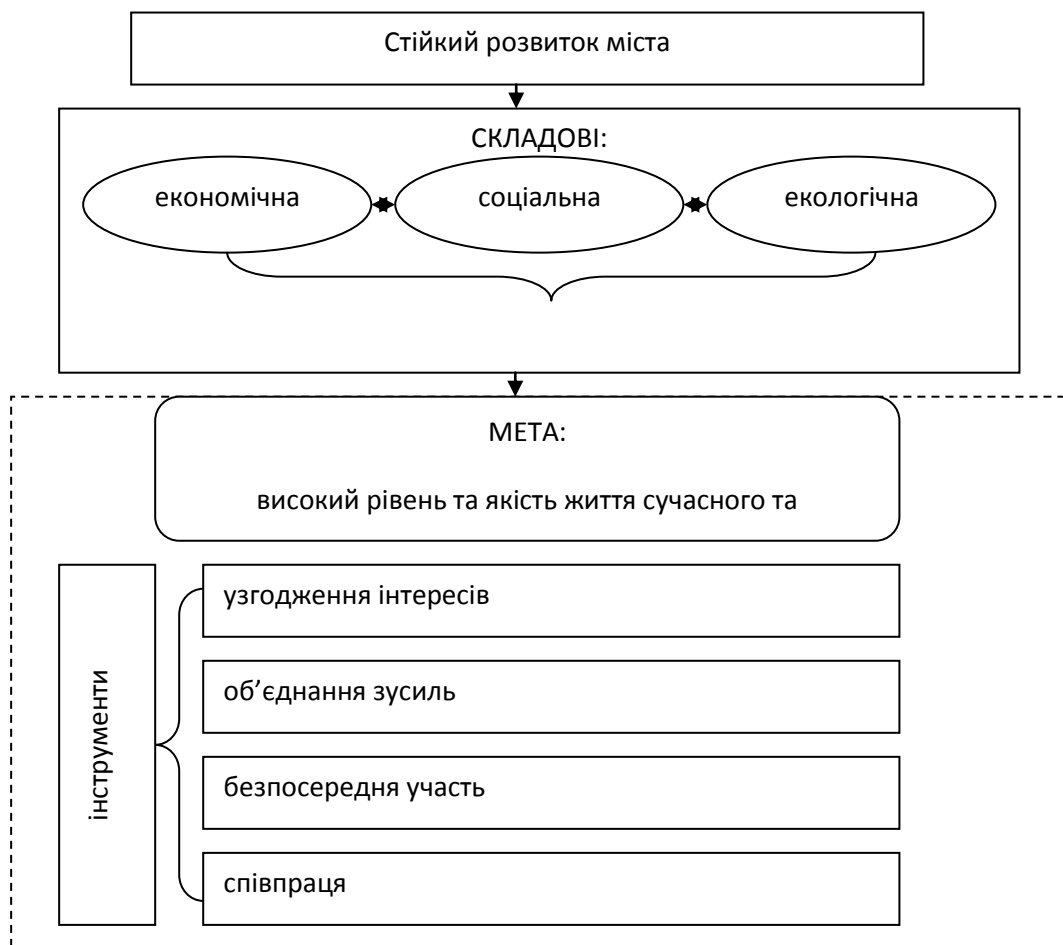 Стійкий розвиток міста
СКЛАДОВІ:
економічна
соціальна
екологічна
МЕТА:
високий рівень та якість життя сучасного та
інструменти
узгодження інтересів
об’єднання зусиль
безпосередня участь
співпраця